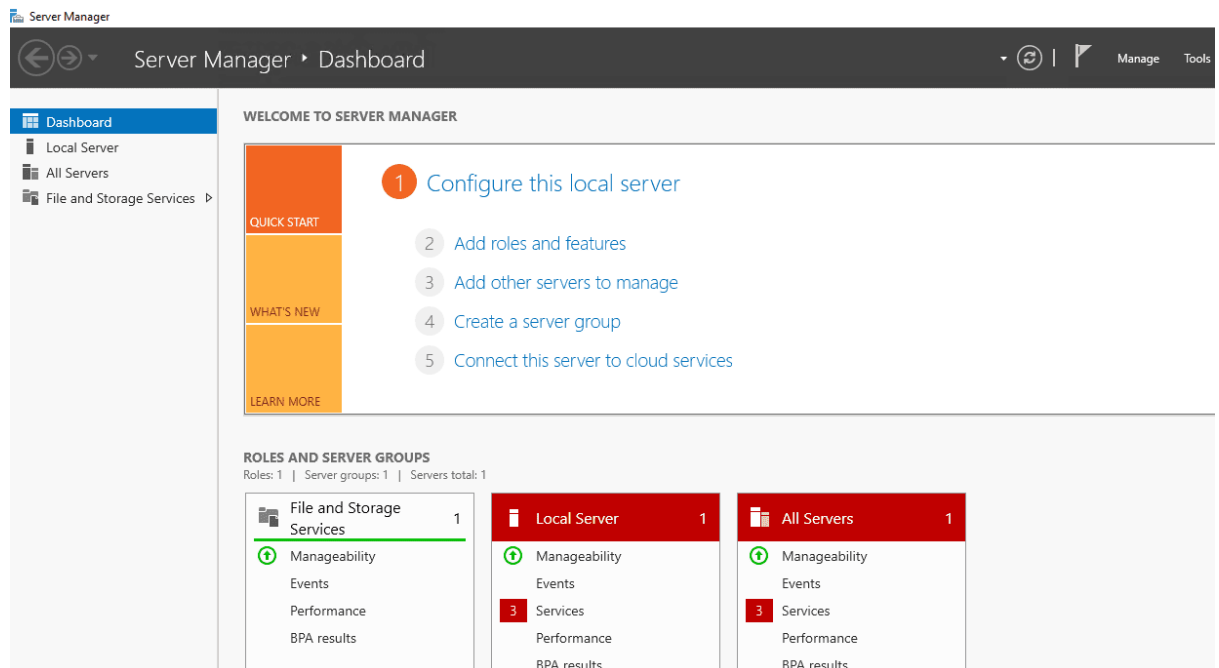 Server Manager
Server Manager ‣ Dashboard
Manage Tools
Dashboard
Local Server
All Servers
File and Storage Services
WELCOME TO SERVER MANAGER
QUICK START
WHAT'S NEW
LEARN MORE
1 Configure this local server
2 Add roles and features
3 Add other servers to manage
4 Create a server group
5 Connect this server to cloud services
ROLES AND SERVER GROUPS
Roles: 1 | Server groups: 1 | Servers total: 1
File and Storage
Services 1
Manageability
Events
Performance
BPA results
Local Server 1
Manageability
Events
3 Services
Performance
BPA results
All Servers 1
Manageability
Events
3 Services
Performance
BPA results